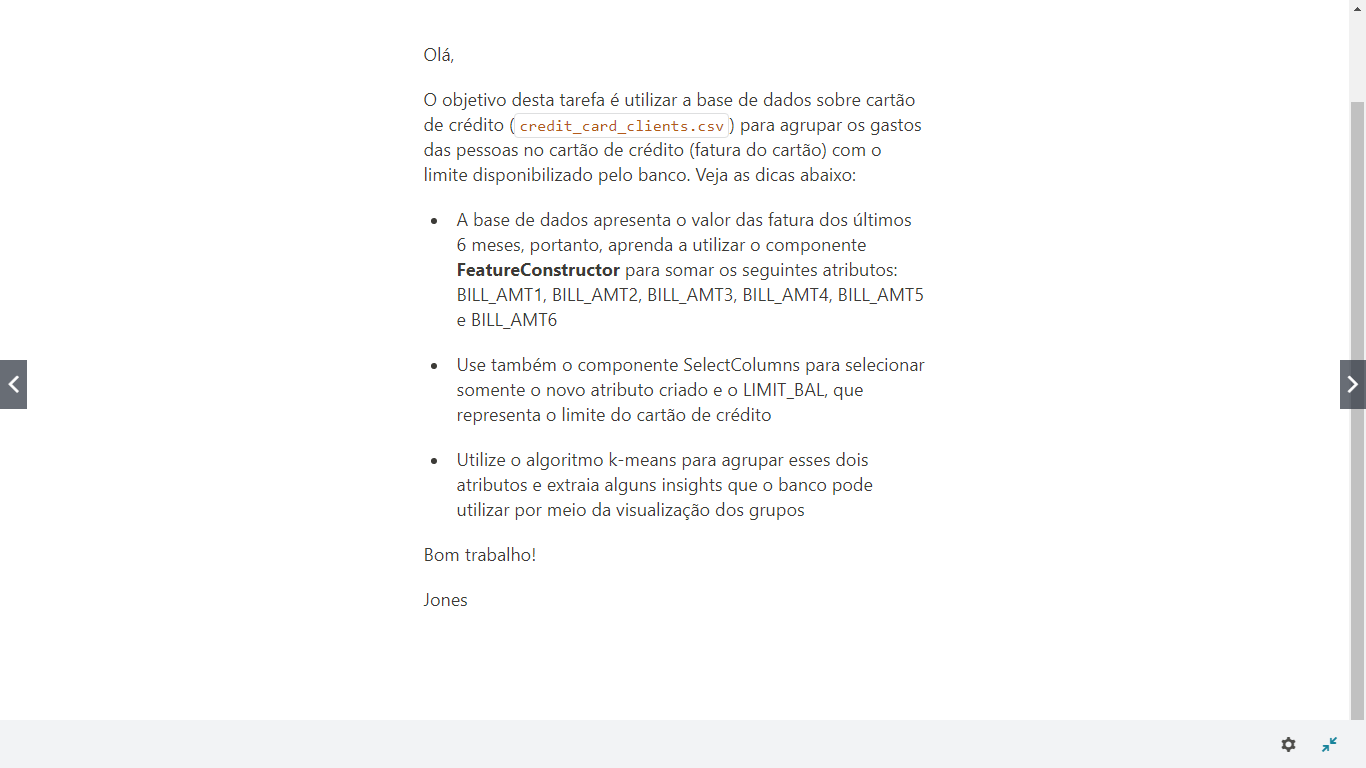 Olá,
O objetivo desta tarefa é utilizar a base de dados sobre cartão
de crédito (credit_card_clients.csv) para agrupar os gastos
das pessoas no cartão de crédito (fatura do cartão) com o
limite disponibilizado pelo banco. Veja as dicas abaixo:
• A base de dados apresenta o valor das fatura dos últimos
6 meses, portanto, aprenda a utilizar o componente
FeatureConstructor para somar os seguintes atributos:
BILL_AMT1, BILL_AMT2, BILL_AMT3, BILL_AMT4, BILL_AMT5
e BILL_AMT6
• Use também o componente SelectColumns para selecionar
somente o novo atributo criado e o LIMIT_BAL, que
representa o limite do cartão de crédito
• Utilize o algoritmo k-means para agrupar esses dois
atributos e extraia alguns insights que o banco pode
utilizar por meio da visualização dos grupos
Bom trabalho!
Jones